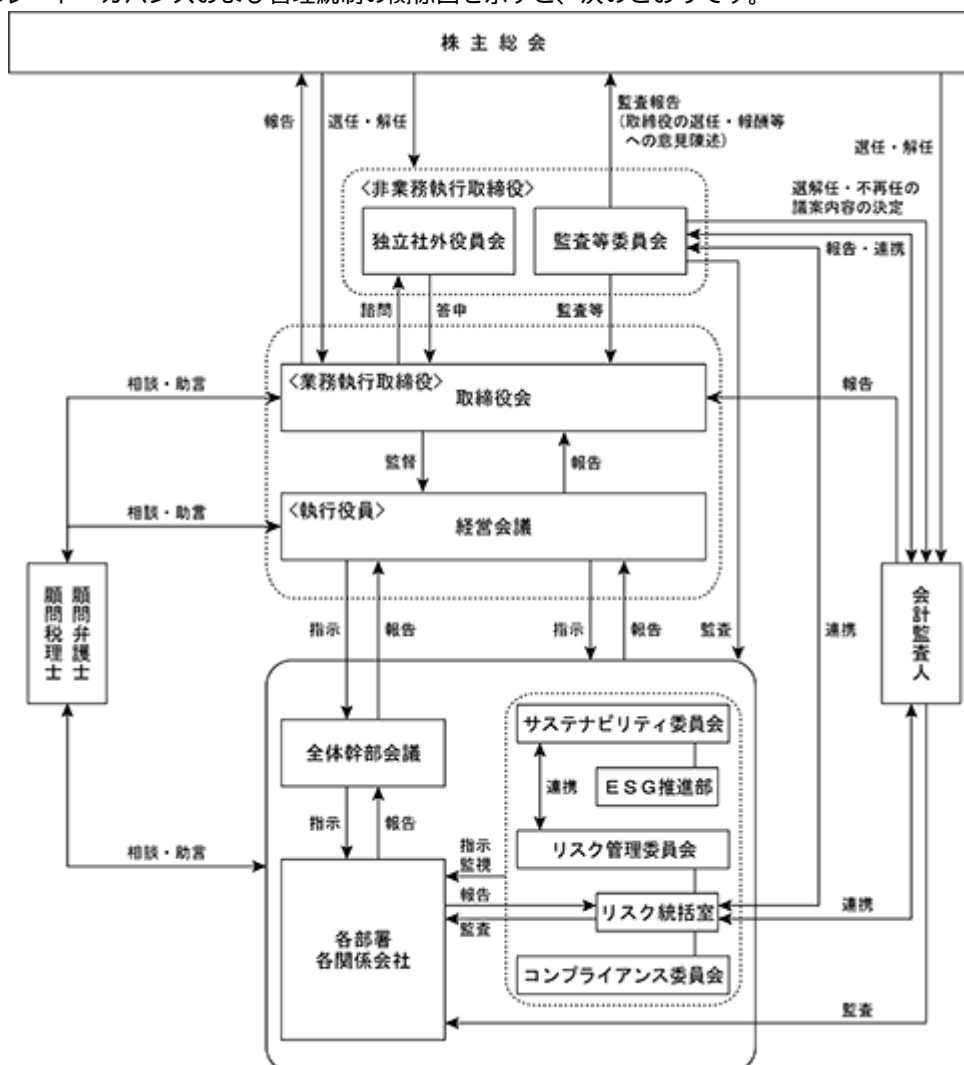 株主総会
報告
選任・解任
監査報告
(取締役の選任・報酬等
への意見陳述)
選任・解任
〈非業務執行取締役〉
選解任・不再任の
議案内容の決定
独立社外役員会
監査等委員会
報告・連携
諮問
答申
監査等
〈業務執行取締役〉
取締役会
相談・助言
報告
監督
報告
〈執行役員〉
経営会議
相談・助言
顧問弁護士
顧問税理士
会計監査人
指示
報告
指示
報告
監査
連携
全体幹部会議
サステナビリティ委員会
ESG推進部
連携
指示
報告
リスク管理委員会
相談・助言
指示
監視
報告
リスク統括室
連携
監査
各部署
各関係会社
コンプライアンス委員会
監査